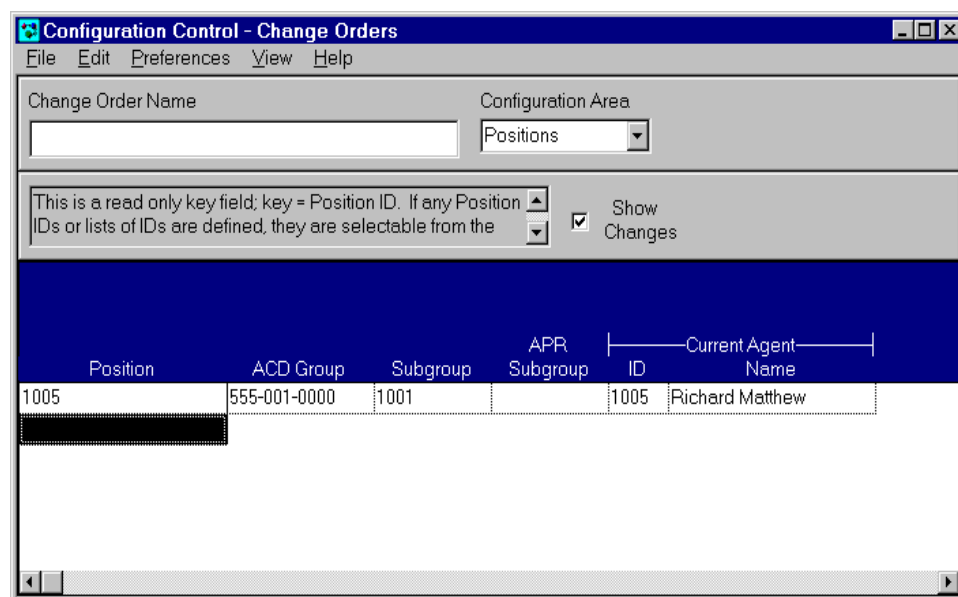 Configuration Control - Change Orders
File Edit Preferences View Help
Change Order Name
Configuration Area
Positions
This is a read only key field; key = Position ID. If any Position
IDs or lists of IDs are defined, they are selectable from the
Show
Changes
APR
Current Agent
Position ACD Group Subgroup Subgroup ID Name
1005 555-001-0000 1001 1005 Richard Matthew